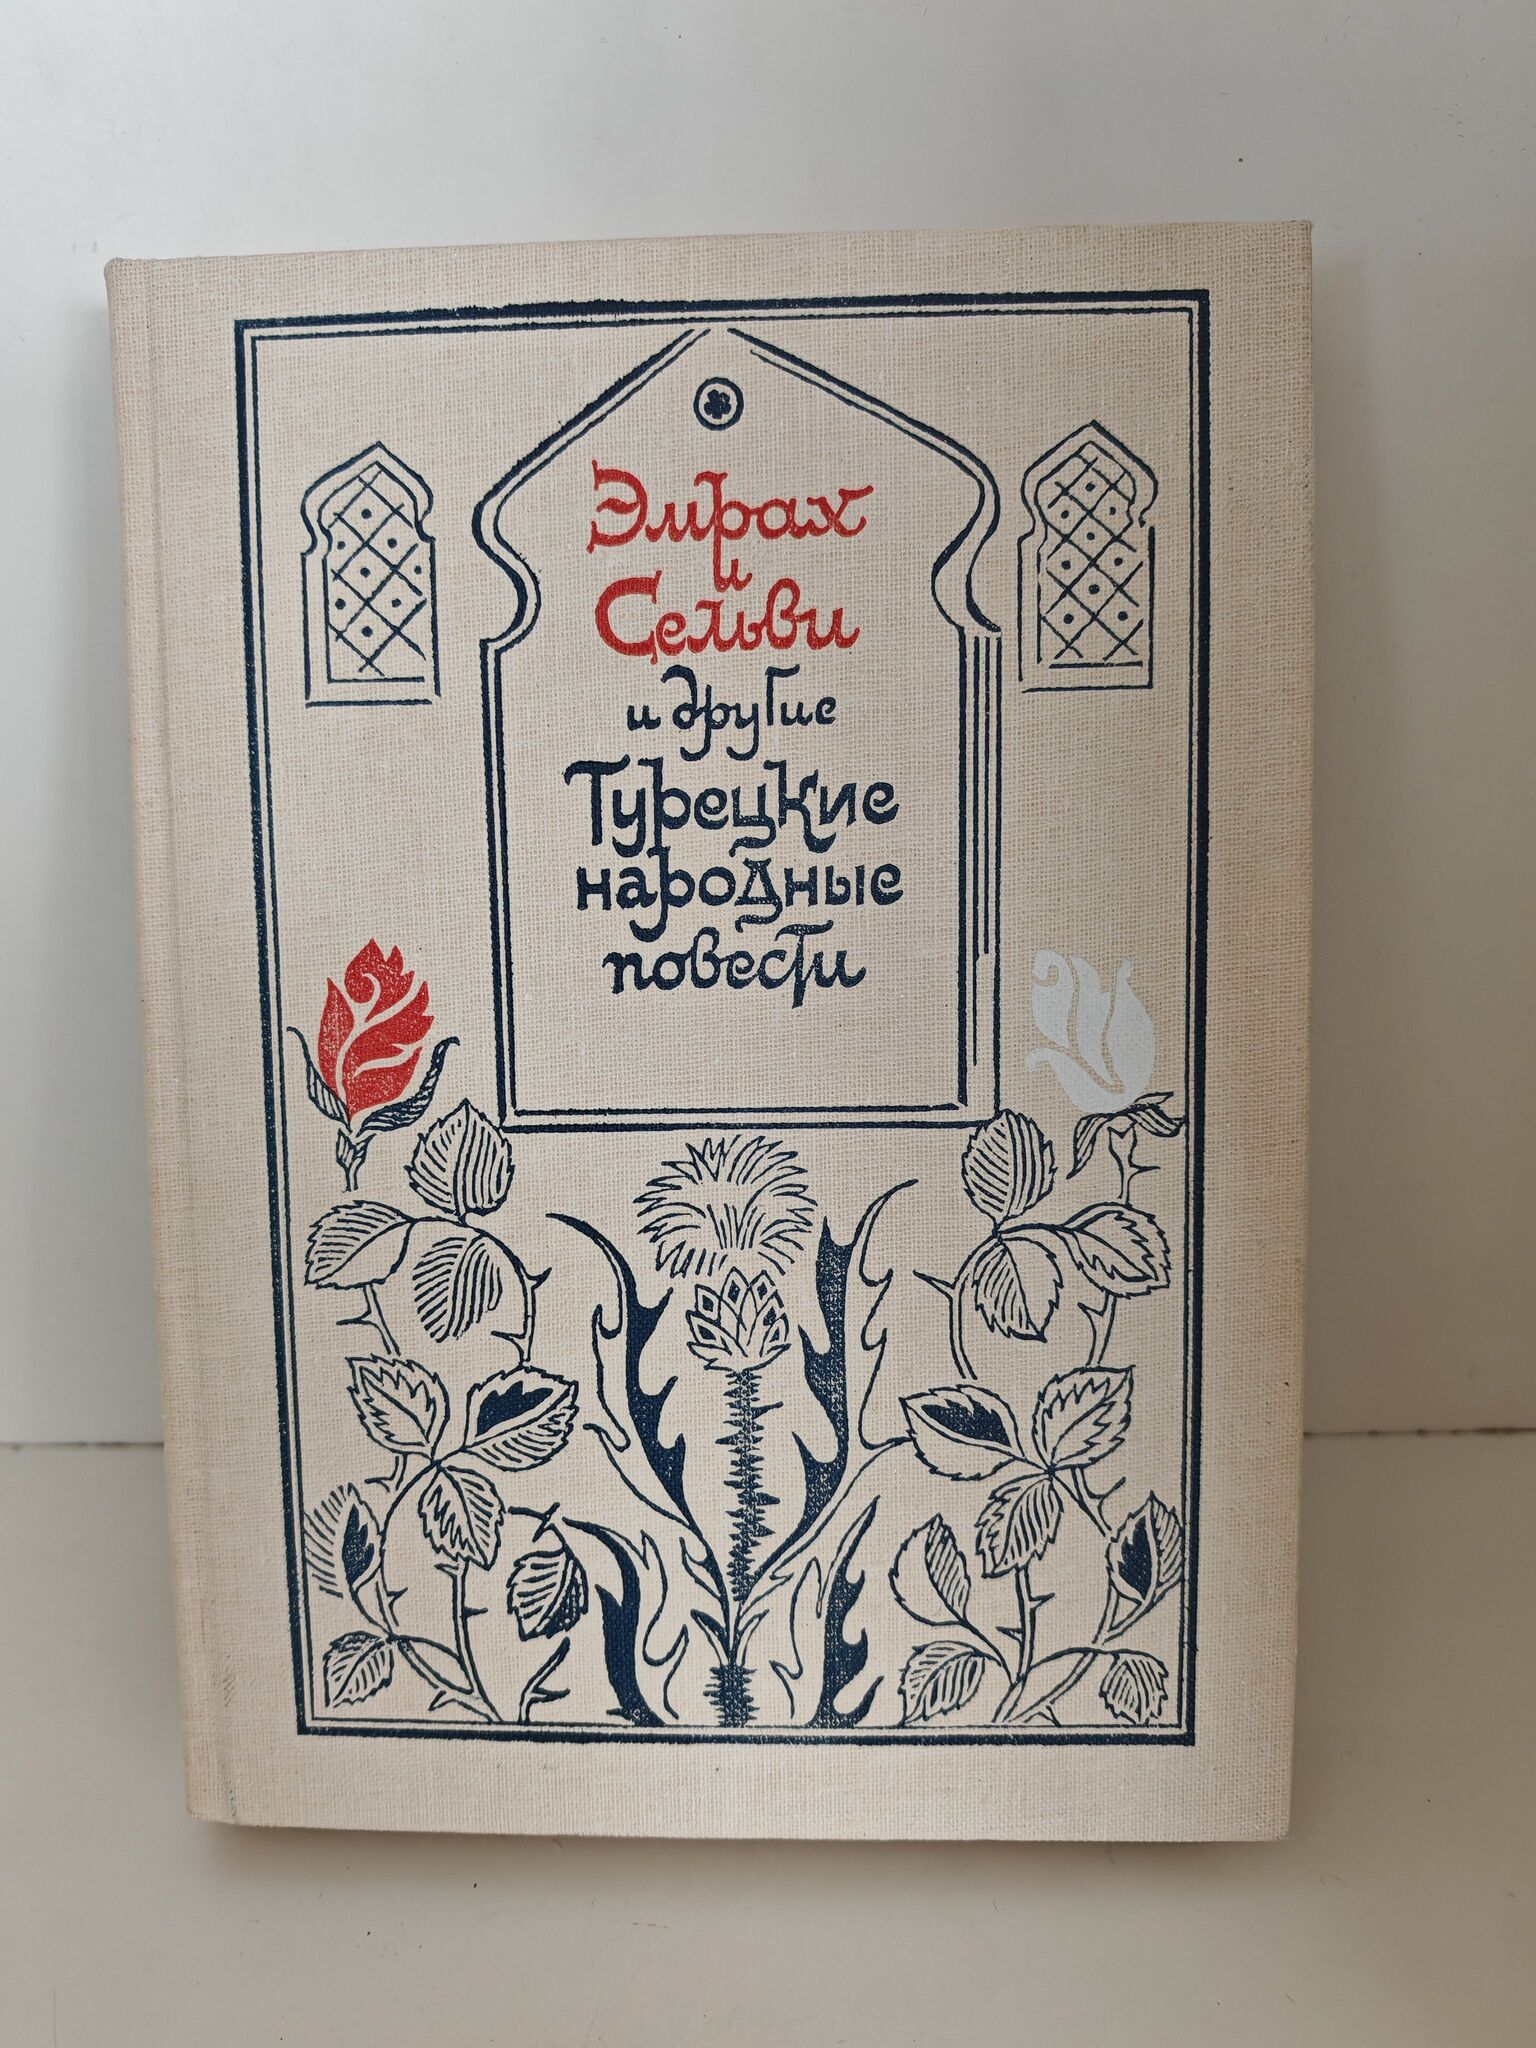 Эмрах
и
Сельви
и другие
Турецкие
народные
повести